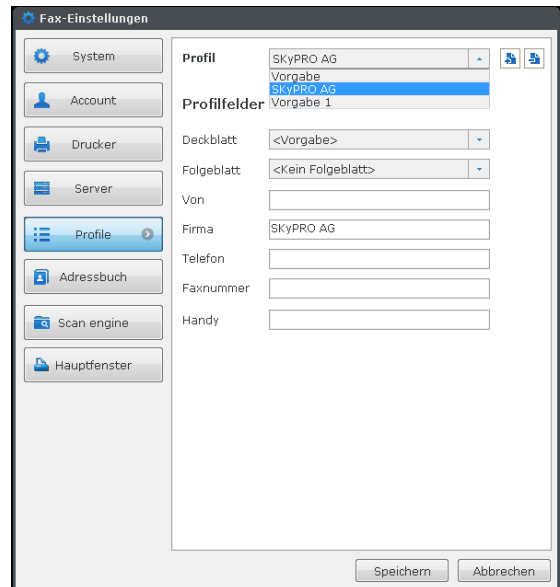 Fax-Einstellungen
System
Account
Drucker
Server
Profile
Adressbuch
Scan engine
Hauptfenster
Profil
SKyPRO AG
Vorgabe
SKyPRO AG
Vorgabe 1
Profilfelder
Deckblatt
<Vorgabe>
Folgeblatt
<Kein Folgeblatt>
Von
Firma
SKyPRO AG
Telefon
Faxnummer
Handy
Speichern
Abbrechen